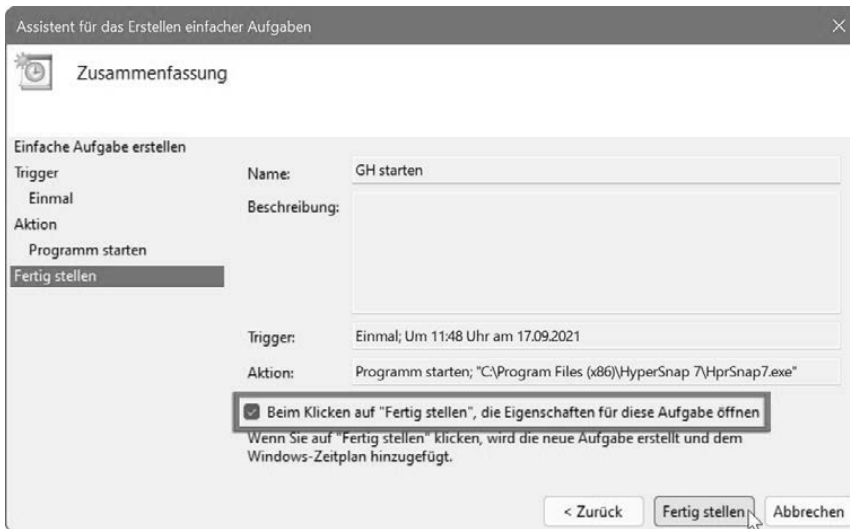 Assistent für das Erstellen einfacher Aufgaben
Zusammenfassung
Einfache Aufgabe erstellen
Trigger
Einmal
Aktion
Programm starten
Fertig stellen
Name:
GH starten
Beschreibung:
Trigger:
Einmal; Um 11:48 Uhr am 17.09.2021
Aktion:
Programm starten; "C:\Program Files (x86)\HyperSnap 7\HprSnap7.exe"
Beim Klicken auf "Fertig stellen", die Eigenschaften für diese Aufgabe öffnen
Wenn Sie auf "Fertig stellen" klicken, wird die neue Aufgabe erstellt und dem
Windows-Zeitplan hinzugefügt.
< Zurück
Fertig stellen
Abbrechen